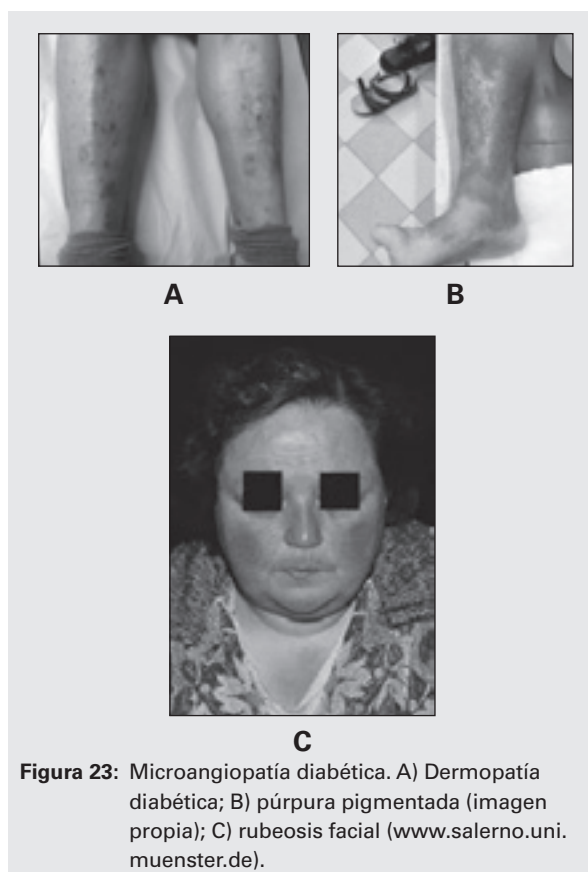 A
B
C
Figura 23: Microangiopatía diabética. A) Dermopatía
diabética; B) púrpura pigmentada (imagen
propia); C) rubeosis facial (www.salerno.uni.
muenster.de).